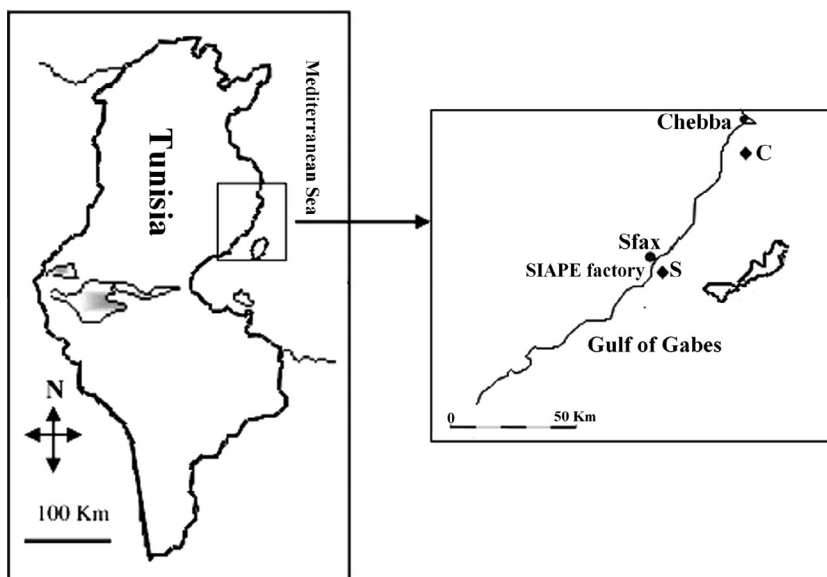 Mediterranean Sea
Tunisia
N
100 Km
Chebba
C
Sfax
SIAPE factory
S
Gulf of Gabes
0
50 Km